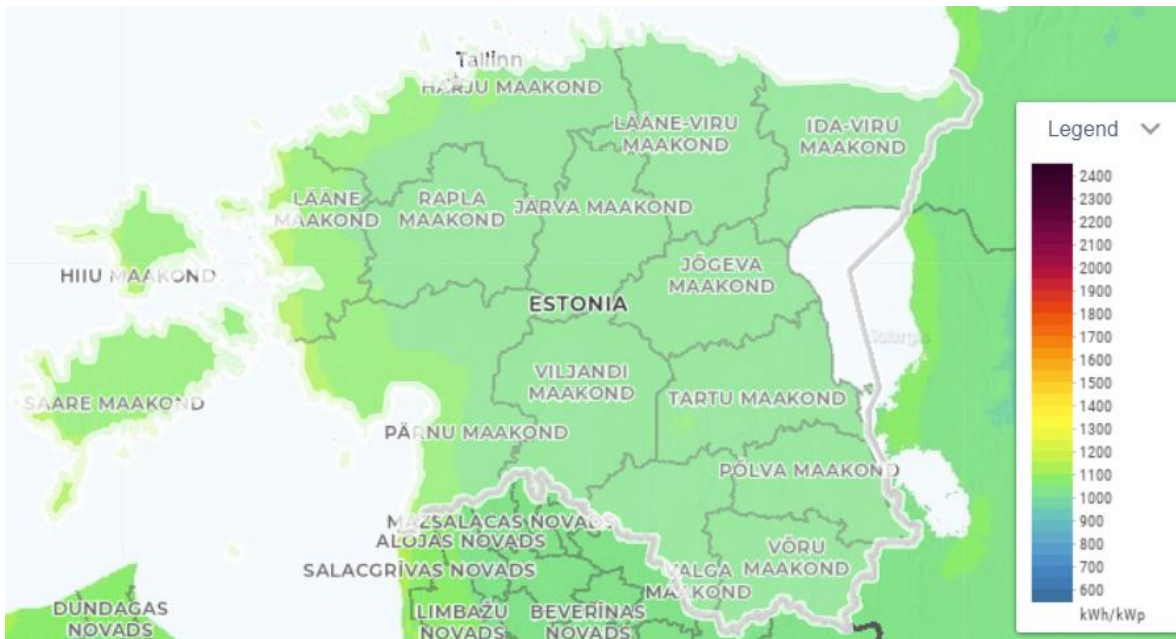 Tallinn
HARJU MAAKOND
LÄÄNE-VIRU
MAAKOND
IDA-VIRU
MAAKOND
Legend
LÄÄNE
MAAKOND
RAPLA
MAAKOND
JÄRVA MAAKOND
HIIU MAAKOND
JÕGEVA
MAAKOND
ESTONIA
VILJANDI
MAAKOND
SAARE MAAKOND
TARTU MAAKOND
PÄRNU MAAKOND
PÕLVA MAAKOND
MAZSALACAS NOVADS
ALOJAS NOVADS
VÕRU
MAAKOND
SALACGRĪVAS NOVADS
VALGA
MAAKOND
DUNDAGAS
NOVADS
LIMBAŽU
NOVADS
BEVERĪNAS
NOVADS
2400
2300
2200
2100
2000
1900
1800
1700
1600
1500
1400
1300
1200
1100
1000
900
800
700
600
kWh/kWp